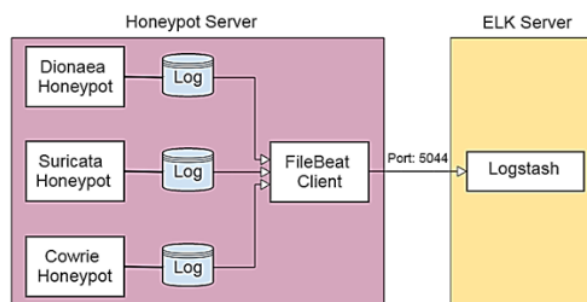 Honeypot Server
ELK Server
Dionaea
Honeypot
Log
Suricata
Honeypot
Log
FileBeat
Client
Port: 5044
Logstash
Cowrie
Honeypot
Log